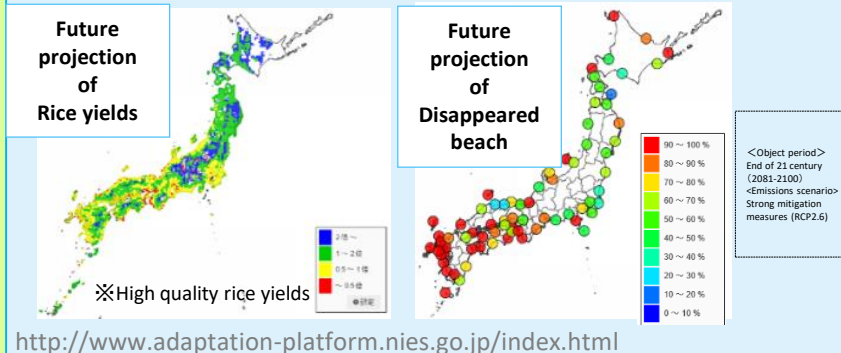 Future
projection
of
Rice yields
※High quality rice yields
2倍～
1～2倍
0.5～1倍
～0.5倍
Future
projection
of
Disappeared
beach
90 ～ 100 %
80 ～ 90 %
70 ～ 80 %
60 ～ 70 %
50 ～ 60 %
40 ～ 50 %
30 ～ 40 %
20 ～ 30 %
10 ～ 20 %
0 ～ 10 %
＜Object period＞
End of 21 century
（2081-2100）
<Emissions scenario>
Strong mitigation
measures (RCP2.6)
http://www.adaptation-platform.nies.go.jp/index.html